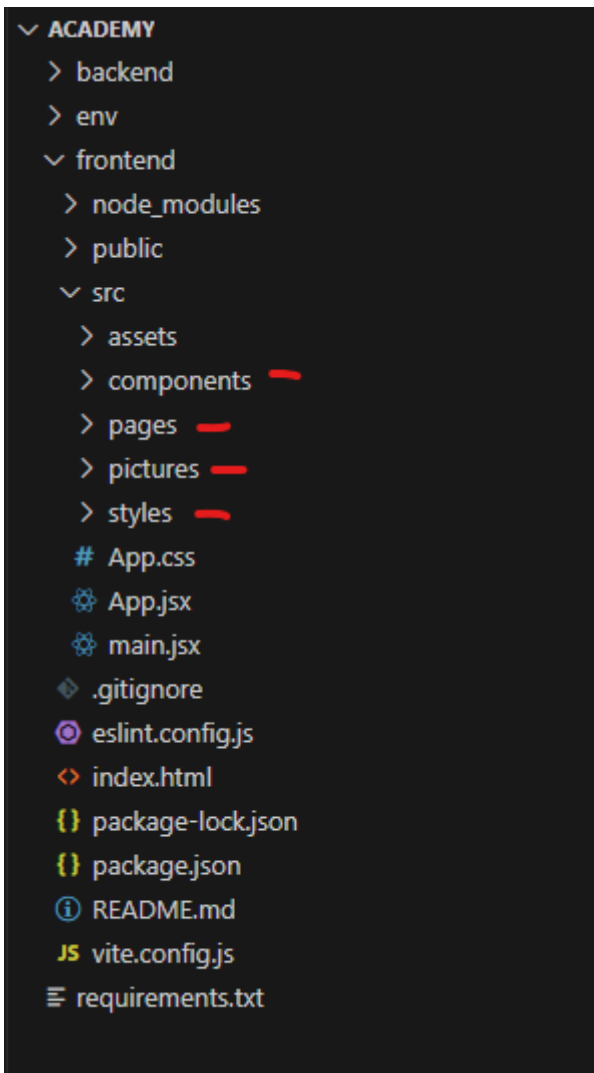 ACADEMY
backend
env
frontend
node_modules
public
src
assets
components
pages
pictures
styles
# App.css
App.jsx
main.jsx
.gitignore
eslint.config.js
<> index.html
{} package-lock.json
{} package.json
README.md
JS vite.config.js
requirements.txt